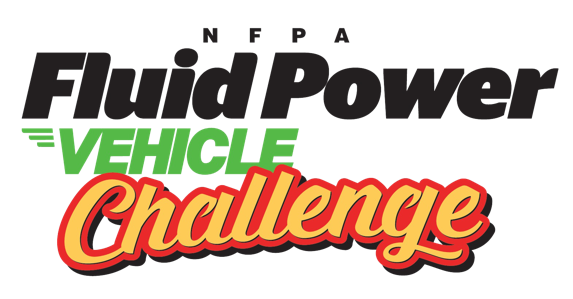 NFPA
Fluid Power
VEHICLE
Challenge